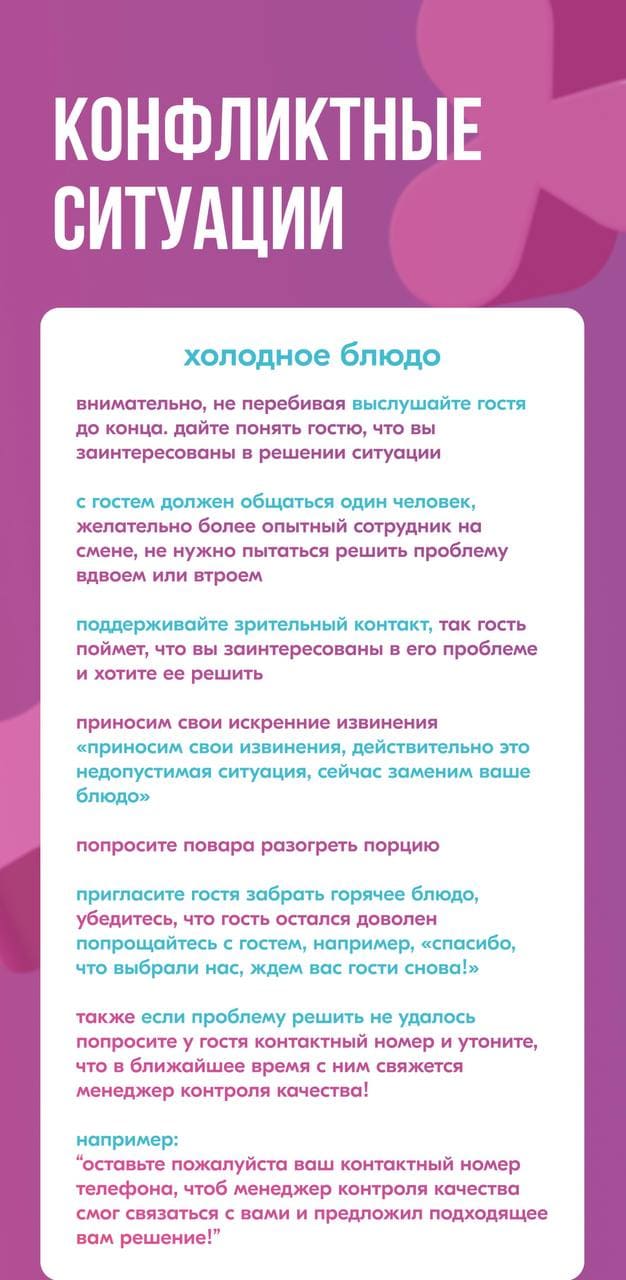 КОНФЛИКТНЫЕ
СИТУАЦИИ
холодное блюдо
внимательно, не перебивая выслушайте гостя
до конца. дайте понять гостю, что вы
заинтересованы в решении ситуации
с гостем должен общаться один человек,
желательно более опытный сотрудник на
смене, не нужно пытаться решить проблему
вдвоем или втроем
поддерживайте зрительный контакт, так гость
поймет, что вы заинтересованы в его проблеме
и хотите ее решить
приносим свои искренние извинения
«приносим свои извинения, действительно это
недопустимая ситуация, сейчас заменим ваше
блюдо»
попросите повара разогреть порцию
пригласите гостя забрать горячее блюдо,
убедитесь, что гость остался доволен
попрощайтесь с гостем, например, «спасибо,
что выбрали нас, ждем вас гости снова!»
также если проблему решить не удалось
попросите у гостя контактный номер и утоните,
что в ближайшее время с ним свяжется
менеджер контроля качества!
например:
“оставьте пожалуйста ваш контактный номер
телефона, чтоб менеджер контроля качества
смог связаться с вами и предложил подходящее
вам решение!”